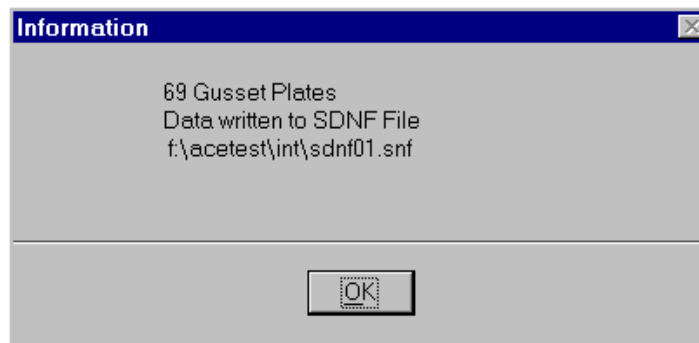 Information
69 Gusset Plates
Data written to SDNF File
f:\acetest\int\sdnf01.snf
OK